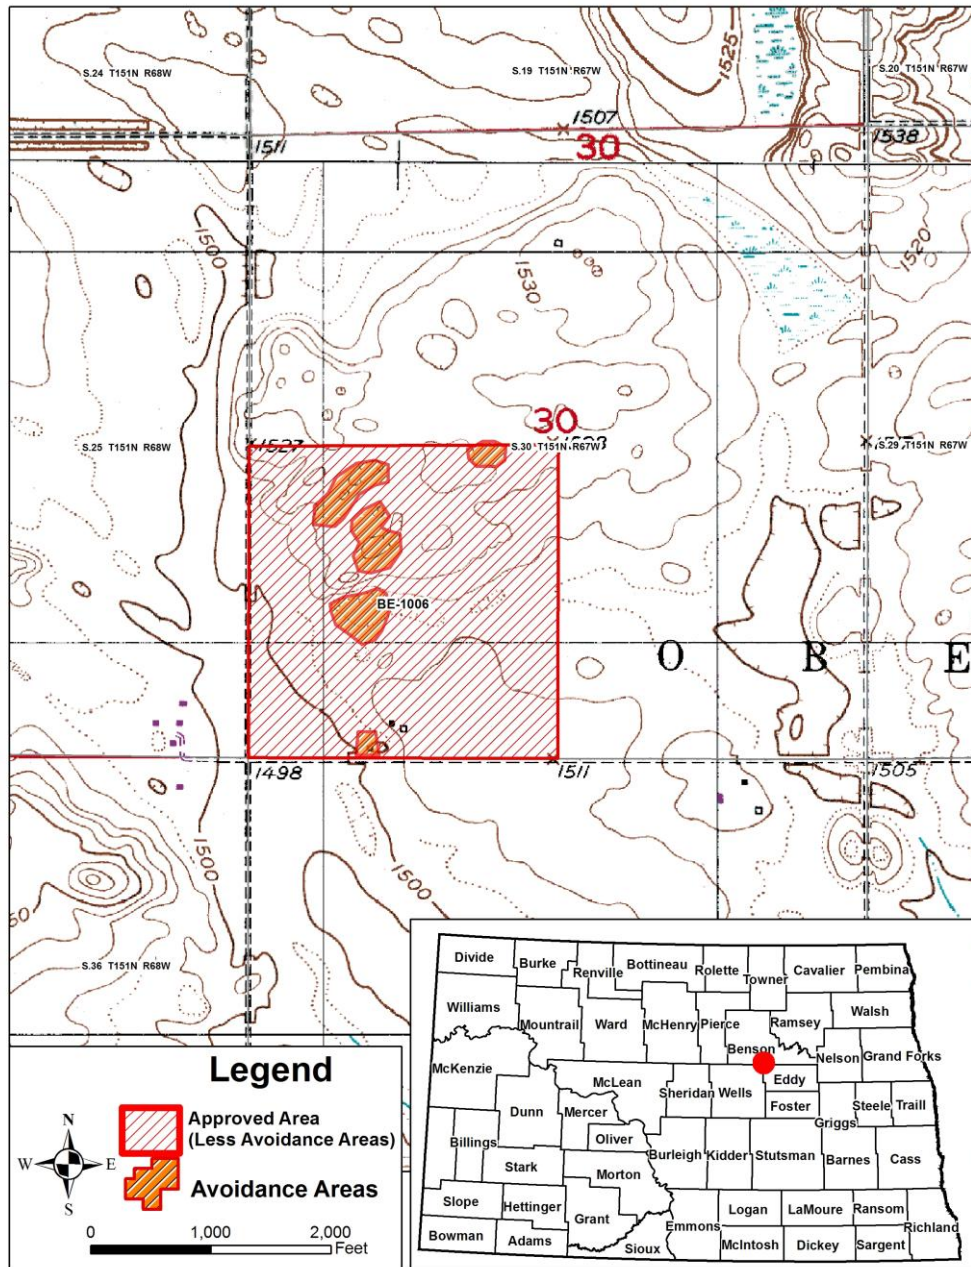 S.24 T151N R68W
S.19 T151N R67W
1525
S.20 T151N R67W
1507
30
1511
1538
1500
1530
1520
30
1527
S.30 T151N R67W
S.25 T151N R68W
S.29 T151N R67W
BE-1006
O B E
1498
1511
1505
1500
1500
50
S.36 T151N R68W
Legend
Approved Area
(Less Avoidance Areas)
Avoidance Areas
N
W E
S
0 1,000 2,000
Feet
Divide
Burke
Renville
Bottineau
Rolette
Towner
Cavalier
Pembina
Williams
Mountrail
Ward
McHenry
Pierce
Ramsey
Walsh
Benson
Nelson
Grand Forks
McKenzie
McLean
Sheridan
Wells
Eddy
Foster
Dunn
Mercer
Griggs
Steele
Traill
Billings
Oliver
Burleigh
Kidder
Stutsman
Barnes
Cass
Stark
Morton
Slope
Hettinger
Grant
Emmons
Logan
LaMoure
Ransom
Richland
Bowman
Adams
Sioux
McIntosh
Dickey
Sargent